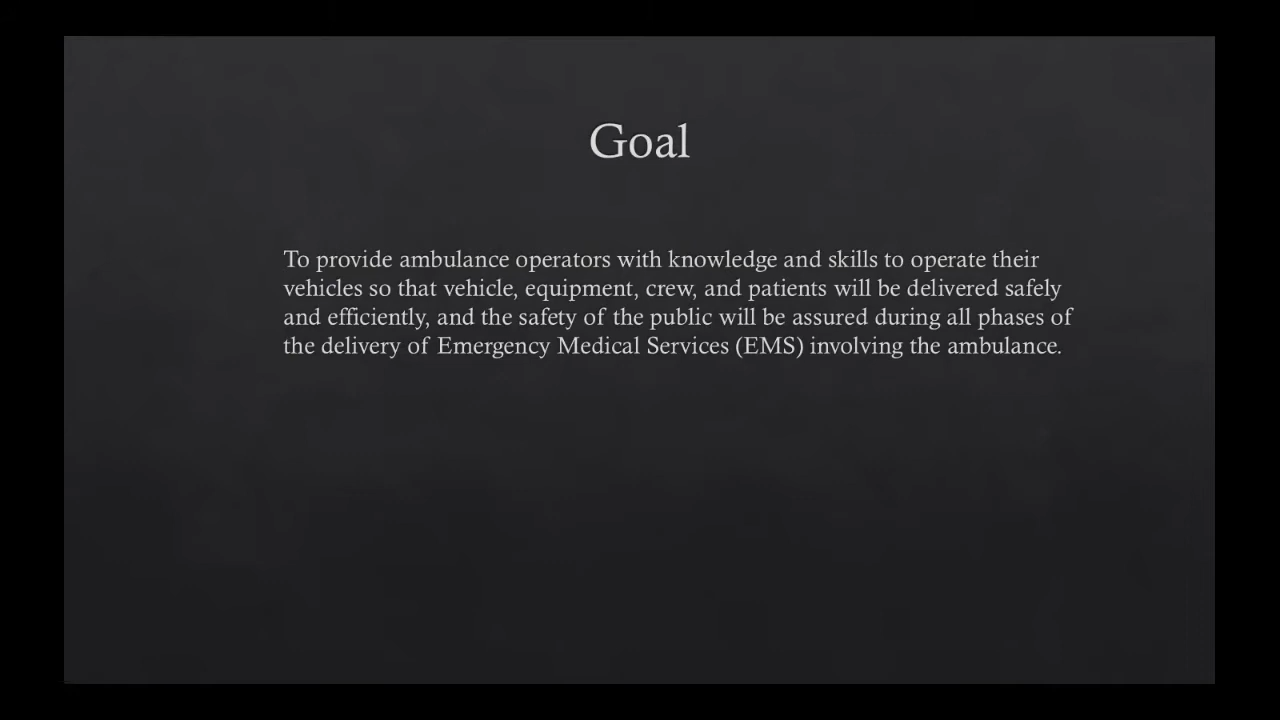 Goal
To provide ambulance operators with knowledge and skills to operate their
vehicles so that vehicle, equipment, crew, and patients will be delivered safely
and efficiently, and the safety of the public will be assured during all phases of
the delivery of Emergency Medical Services (EMS) involving the ambulance.